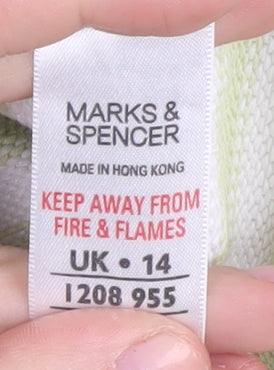 MARKS &
SPENCER
MADE IN HONG KONG
KEEP AWAY FROM
FIRE & FLAMES
UK • 14
1208 955